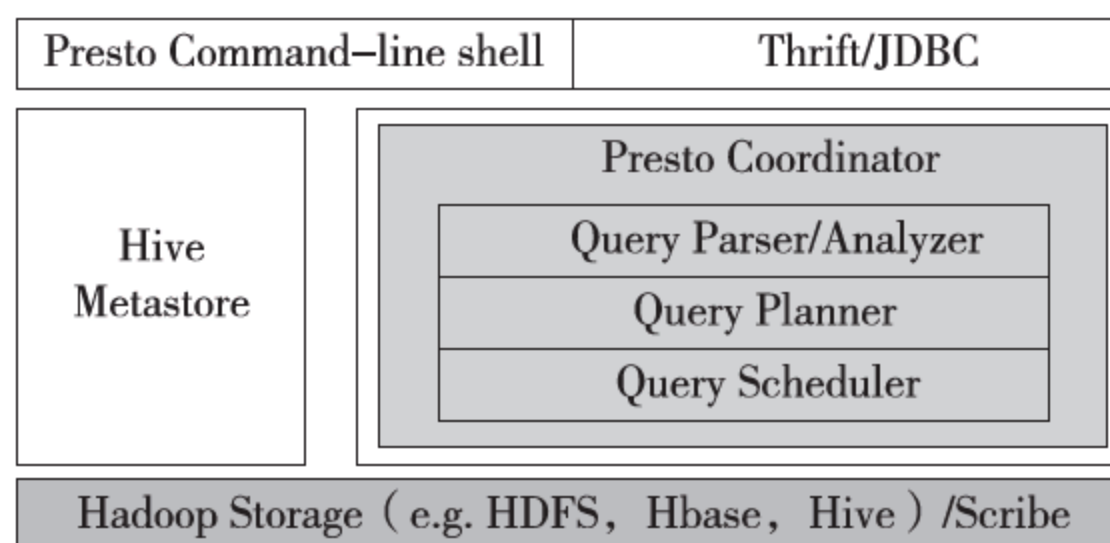 Presto Command–line shell
Thrift/JDBC
Hive
Metastore
Presto Coordinator
Query Parser/Analyzer
Query Planner
Query Scheduler
Hadoop Storage（e.g. HDFS，Hbase，Hive）/Scribe